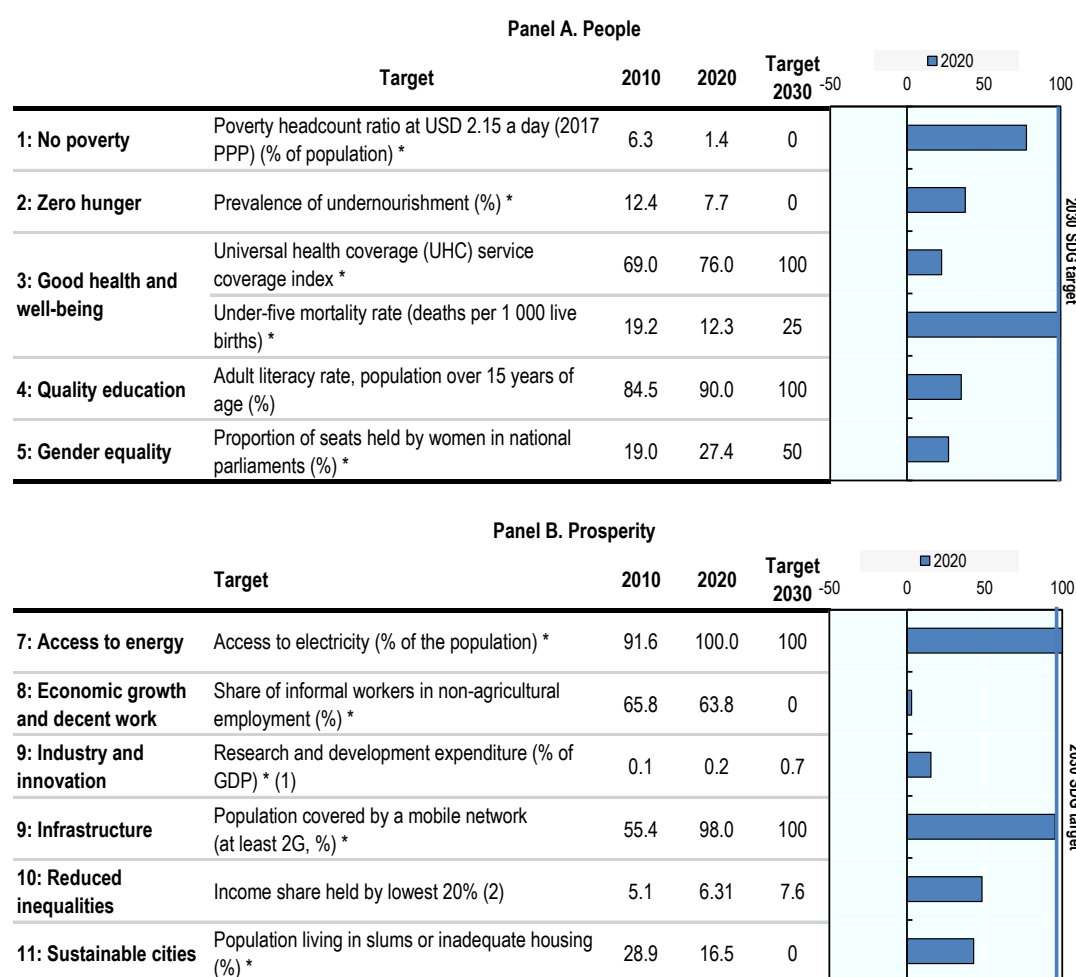 Panel A. People
Target 2010 2020 Target 2030
2020
-50 0 50 100
1: No poverty
Poverty headcount ratio at USD 2.15 a day (2017
PPP) (% of population) *
6.3 1.4 0
2: Zero hunger
Prevalence of undernourishment (%) *
12.4 7.7 0
3: Good health and
well-being
Universal health coverage (UHC) service
coverage index *
69.0 76.0 100
Under-five mortality rate (deaths per 1 000 live
births) *
19.2 12.3 25
4: Quality education
Adult literacy rate, population over 15 years of
age (%)
84.5 90.0 100
5: Gender equality
Proportion of seats held by women in national
parliaments (%) *
19.0 27.4 50
2030 SDG target
Panel B. Prosperity
Target 2010 2020 Target 2030
2020
-50 0 50 100
7: Access to energy
Access to electricity (% of the population) *
91.6 100.0 100
8: Economic growth
and decent work
Share of informal workers in non-agricultural
employment (%) *
65.8 63.8 0
9: Industry and
innovation
Research and development expenditure (% of
GDP) * (1)
0.1 0.2 0.7
9: Infrastructure
Population covered by a mobile network
(at least 2G, %) *
55.4 98.0 100
10: Reduced
inequalities
Income share held by lowest 20% (2)
5.1 6.31 7.6
11: Sustainable cities
Population living in slums or inadequate housing
(%) *
28.9 16.5 0
2030 SDG target